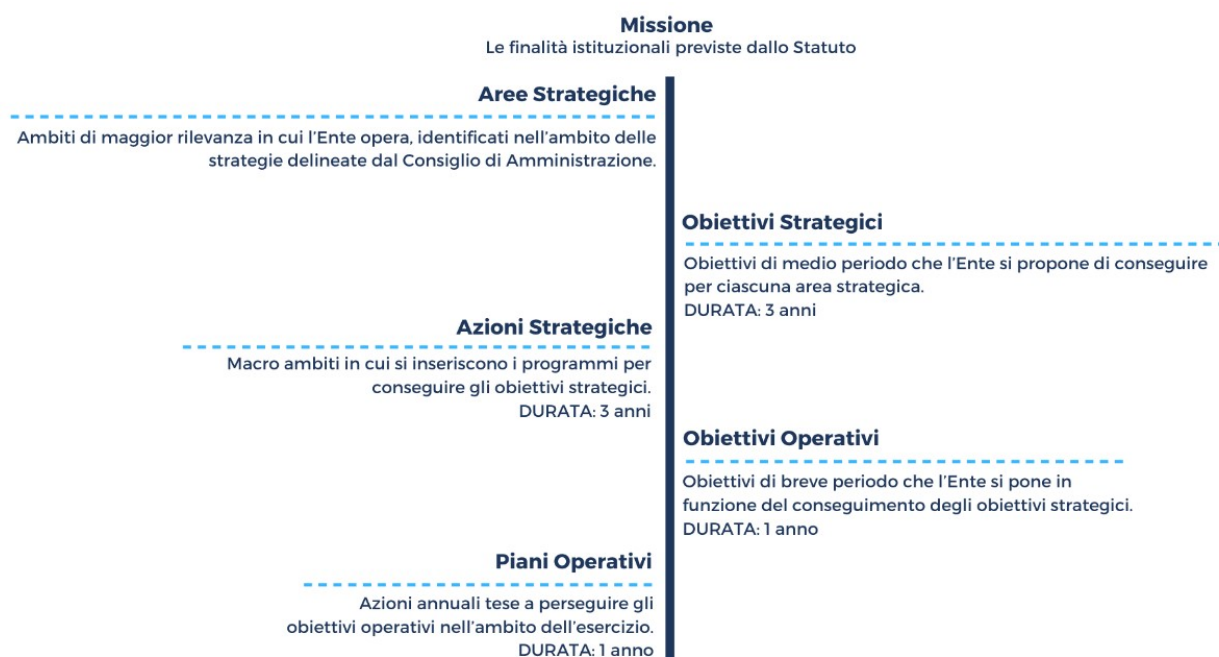 Missione
Le finalità istituzionali previste dallo Statuto
Aree Strategiche
Ambiti di maggior rilevanza in cui l'Ente opera, identificati nell'ambito delle
strategie delineate dal Consiglio di Amministrazione.
Obiettivi Strategici
Obiettivi di medio periodo che l'Ente si propone di conseguire
per ciascuna area strategica.
DURATA: 3 anni
Azioni Strategiche
Macro ambiti in cui si inseriscono i programmi per
conseguire gli obiettivi strategici.
DURATA: 3 anni
Obiettivi Operativi
Obiettivi di breve periodo che l'Ente si pone in
funzione del conseguimento degli obiettivi strategici.
DURATA: 1 anno
Piani Operativi
Azioni annuali tese a perseguire gli
obiettivi operativi nell'ambito dell'esercizio.
DURATA: 1 anno